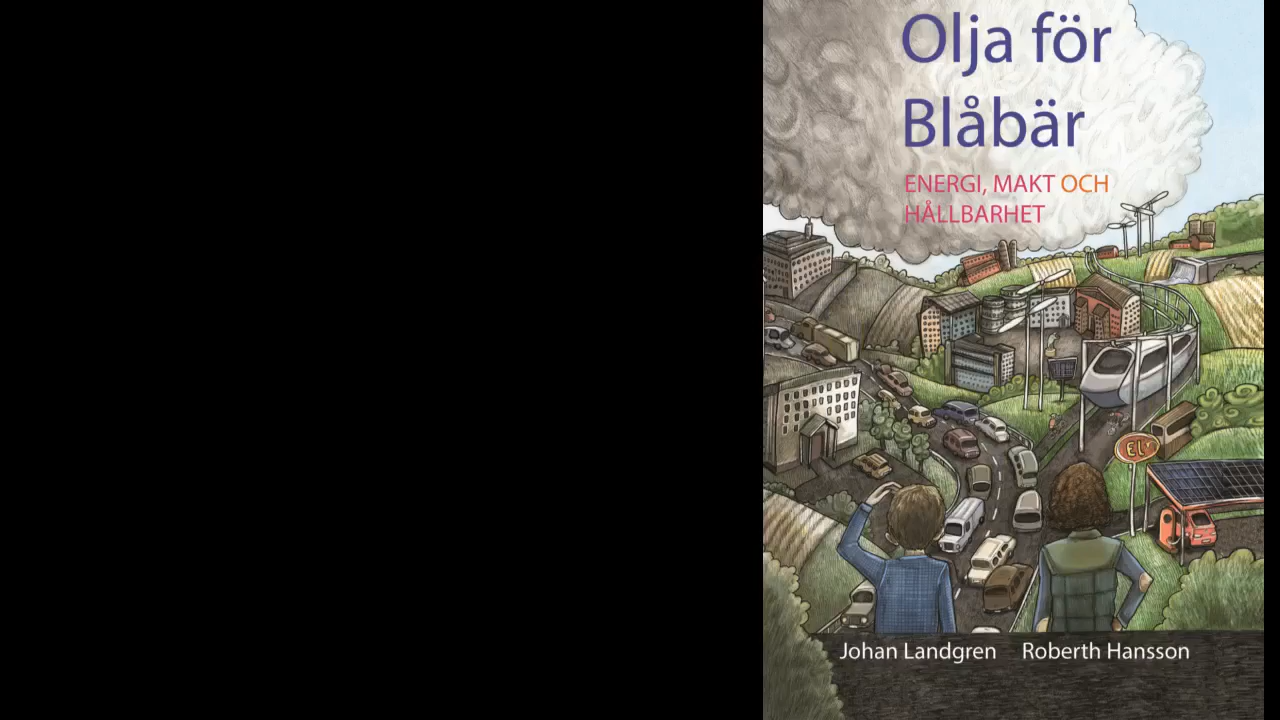 Olja för
Blåbär
ENERGI, MAKT OCH
HÅLLBARHET
EL
Johan Landgren Roberth Hansson